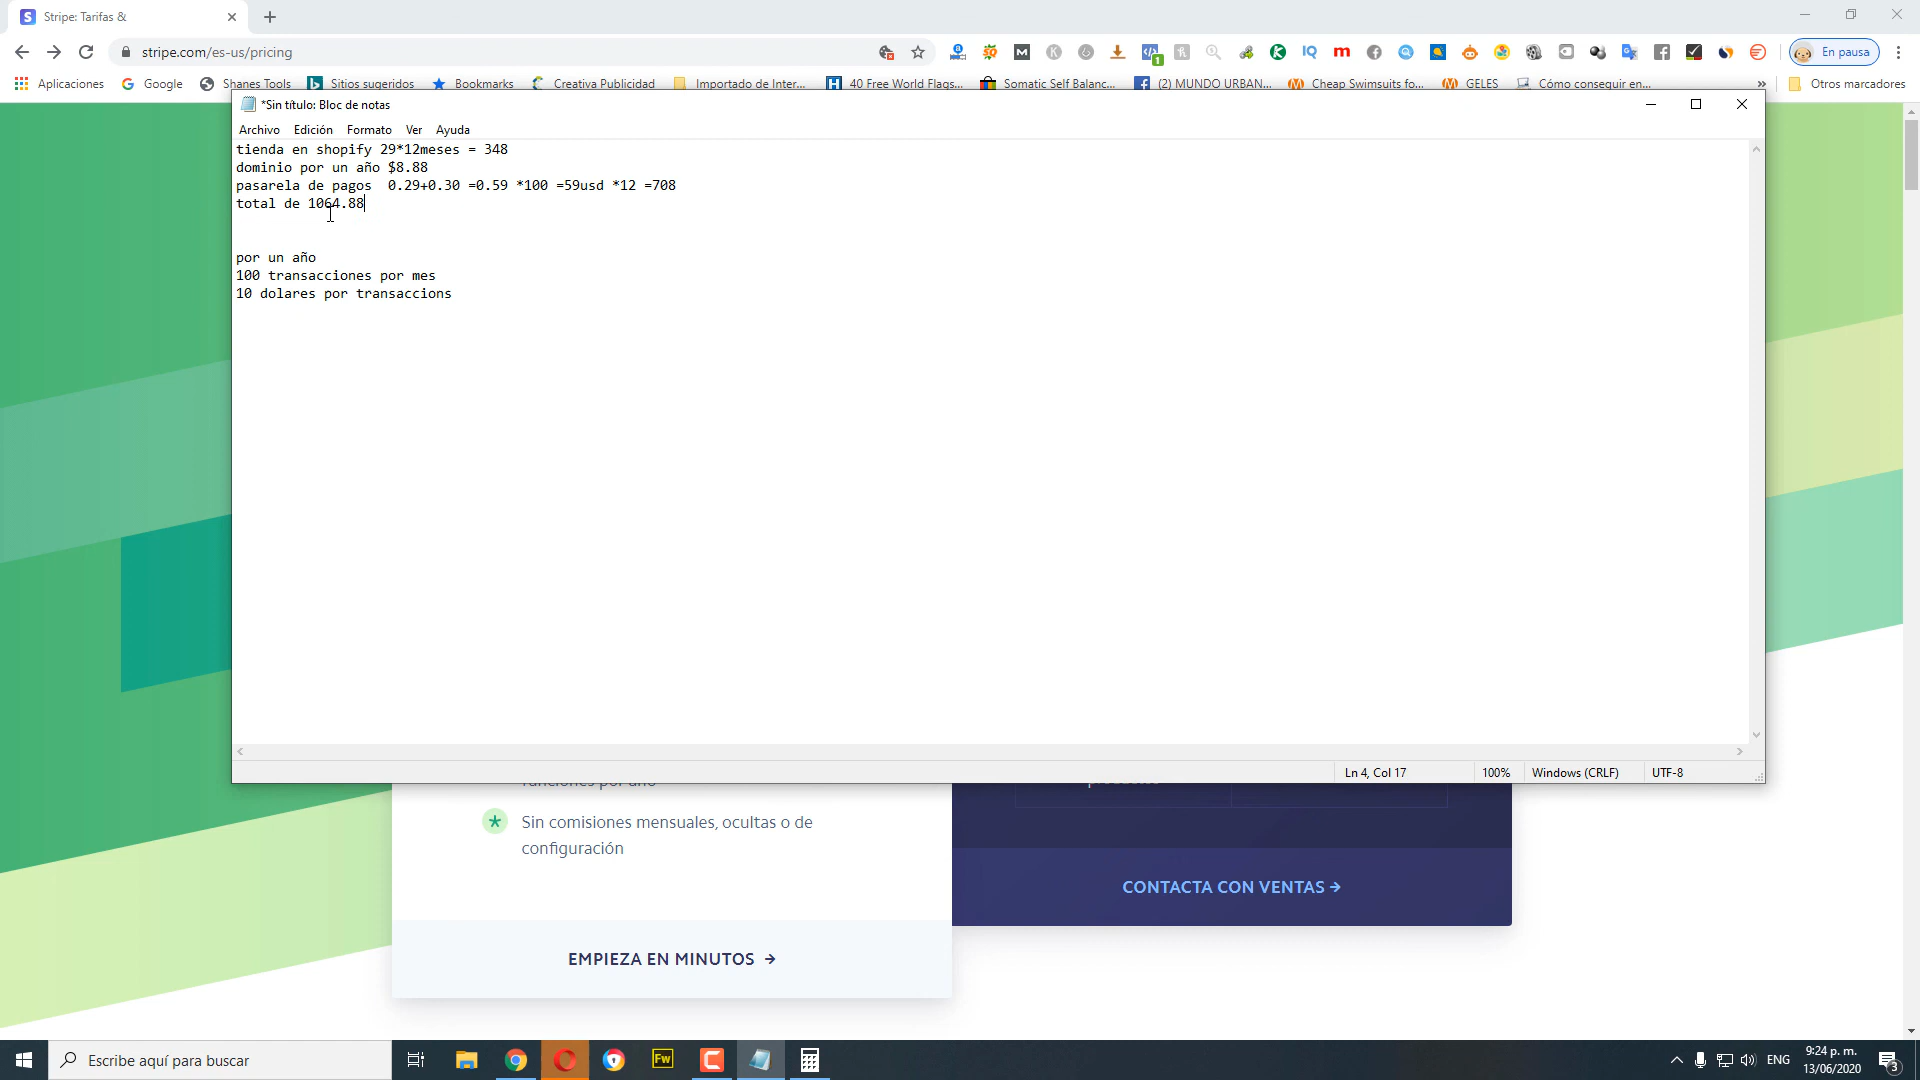 Stripe: Tarifas &
stripe.com/es-us/pricing
1
En pausa
Aplicaciones
Google
Shanes Tools
Sitios sugeridos
Bookmarks
Creativa Publicidad
Importado de Inter...
40 Free World Flags...
Somatic Self Balanc...
(2) MUNDO URBAN...
Cheap Swimsuits fo...
GELES
Cómo conseguir en...
»
Otros marcadores
*Sin título: Bloc de notas
Archivo Edición Formato Ver Ayuda
tienda en shopify 29*12meses = 348
dominio por un año $8.88
pasarela de pagos  0.29+0.30 =0.59 *100 =59usd *12 =708
total de 1064.88
por un año
100 transacciones por mes
10 dolares por transaccions
Ln 4, Col 17
100%
Windows (CRLF)
UTF-8
Sin comisiones mensuales, ocultas o de
configuración
EMPIEZA EN MINUTOS →
CONTACTA CON VENTAS →
Escribe aquí para buscar
Fw
ENG
9:24 p. m.
13/06/2020
3